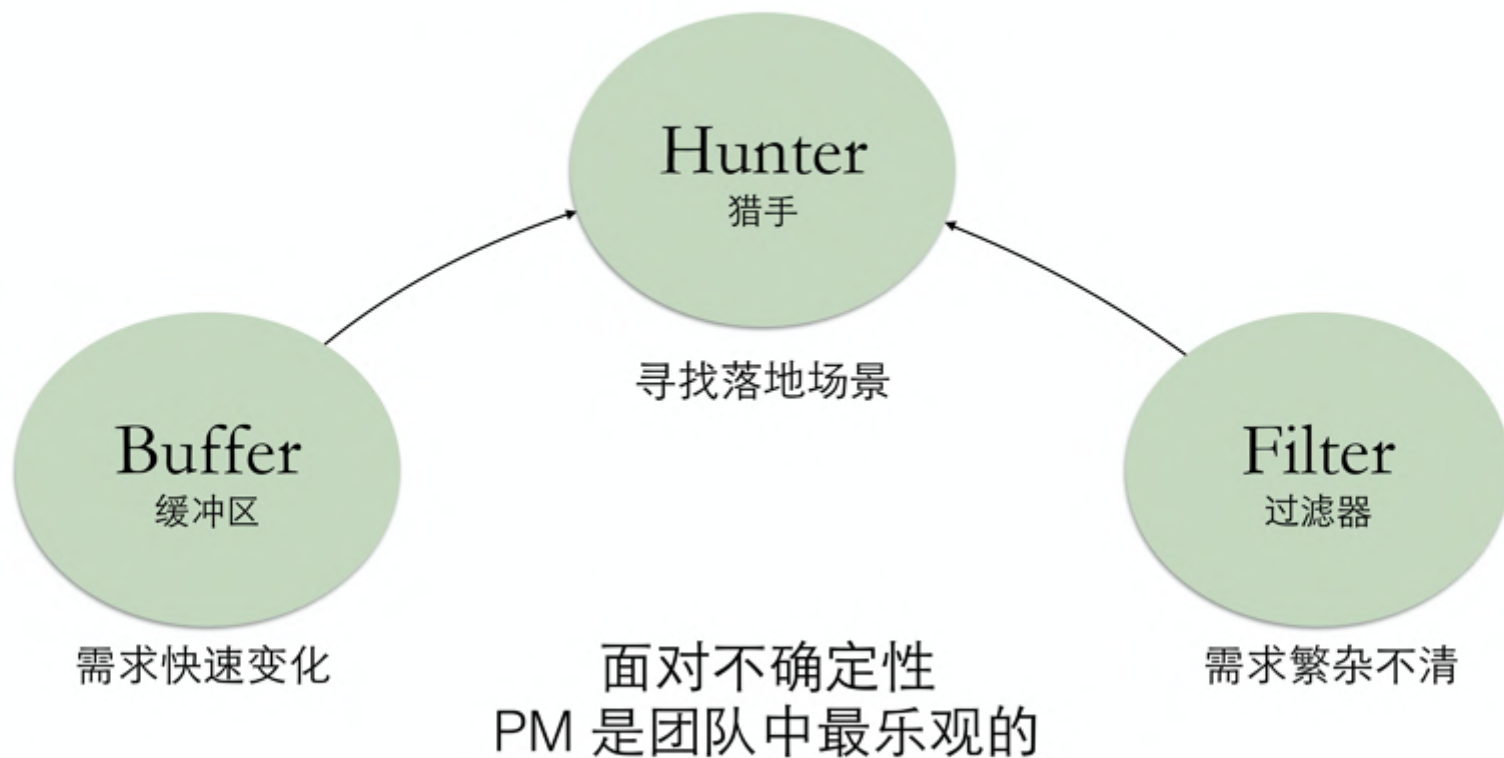 Hunter
猎手
寻找落地场景
Buffer
缓冲区
需求快速变化
Filter
过滤器
需求繁杂不清
面对不确定性
PM 是团队中最乐观的